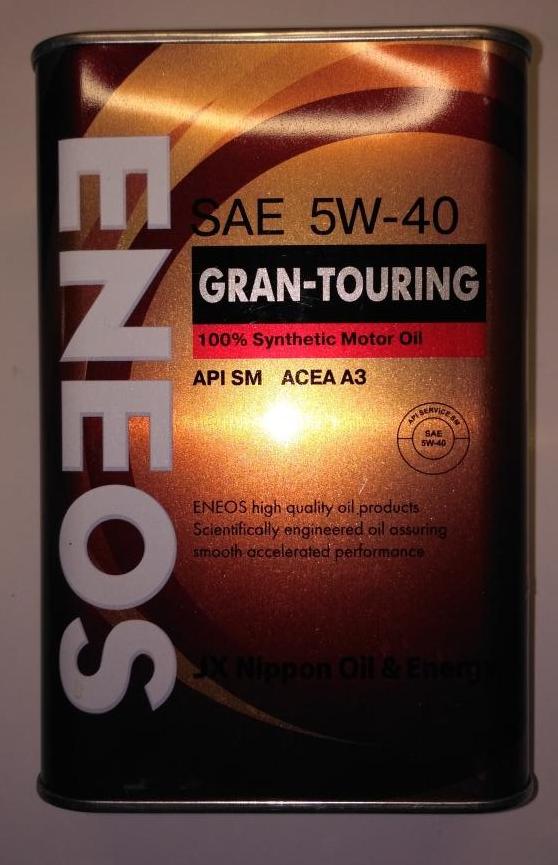 ENEOS
SAE 5W-40
GRAN-TOURING
100% Synthetic Motor Oil
API SM ACEA A3
API SERVICE SM
SAE
5W-40
ENEOS high quality oil products
Scientifically engineered oil assuring
smooth accelerated performance
JX Nippon Oil & Energy